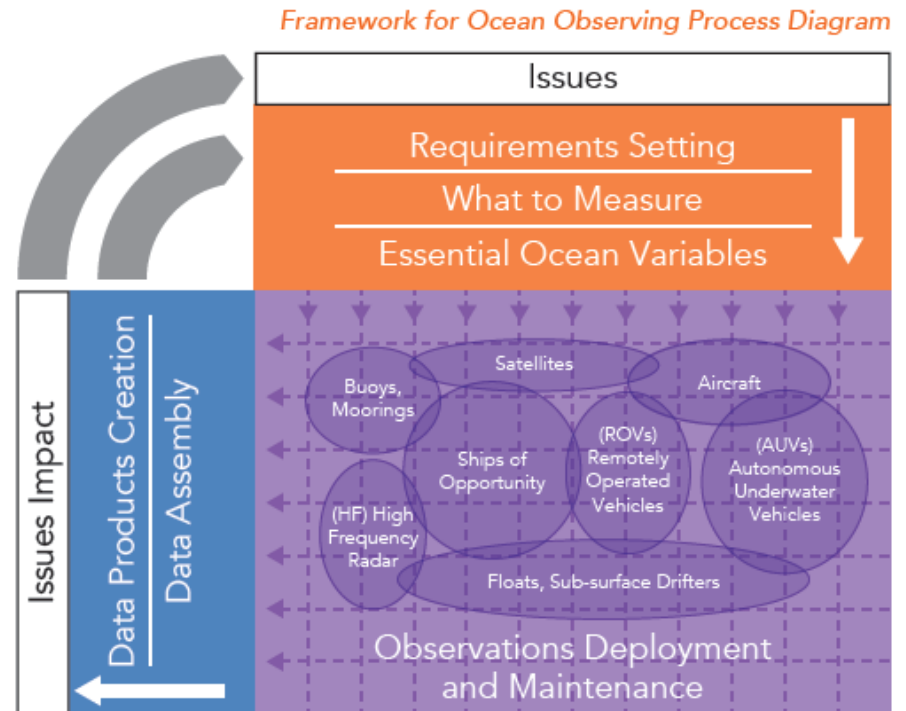 Framework for Ocean Observing Process Diagram
Issues
Requirements Setting
What to Measure
Essential Ocean Variables
Issues Impact
Data Products Creation
Data Assembly
Satellites
Aircraft
Buoys,
Moorings
Ships of
Opportunity
(ROVs)
Remotely
Operated
Vehicles
(AUVs)
Autonomous
Underwater
Vehicles
(HF) High
Frequency
Radar
Floats, Sub-surface Drifters
Observations Deployment
and Maintenance